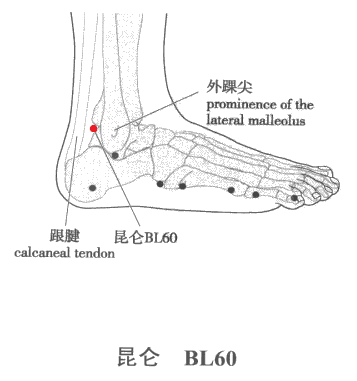 外踝尖
prominence of the
lateral malleolus
跟腱
calcaneal tendon
昆仑BL60
昆仑 BL60